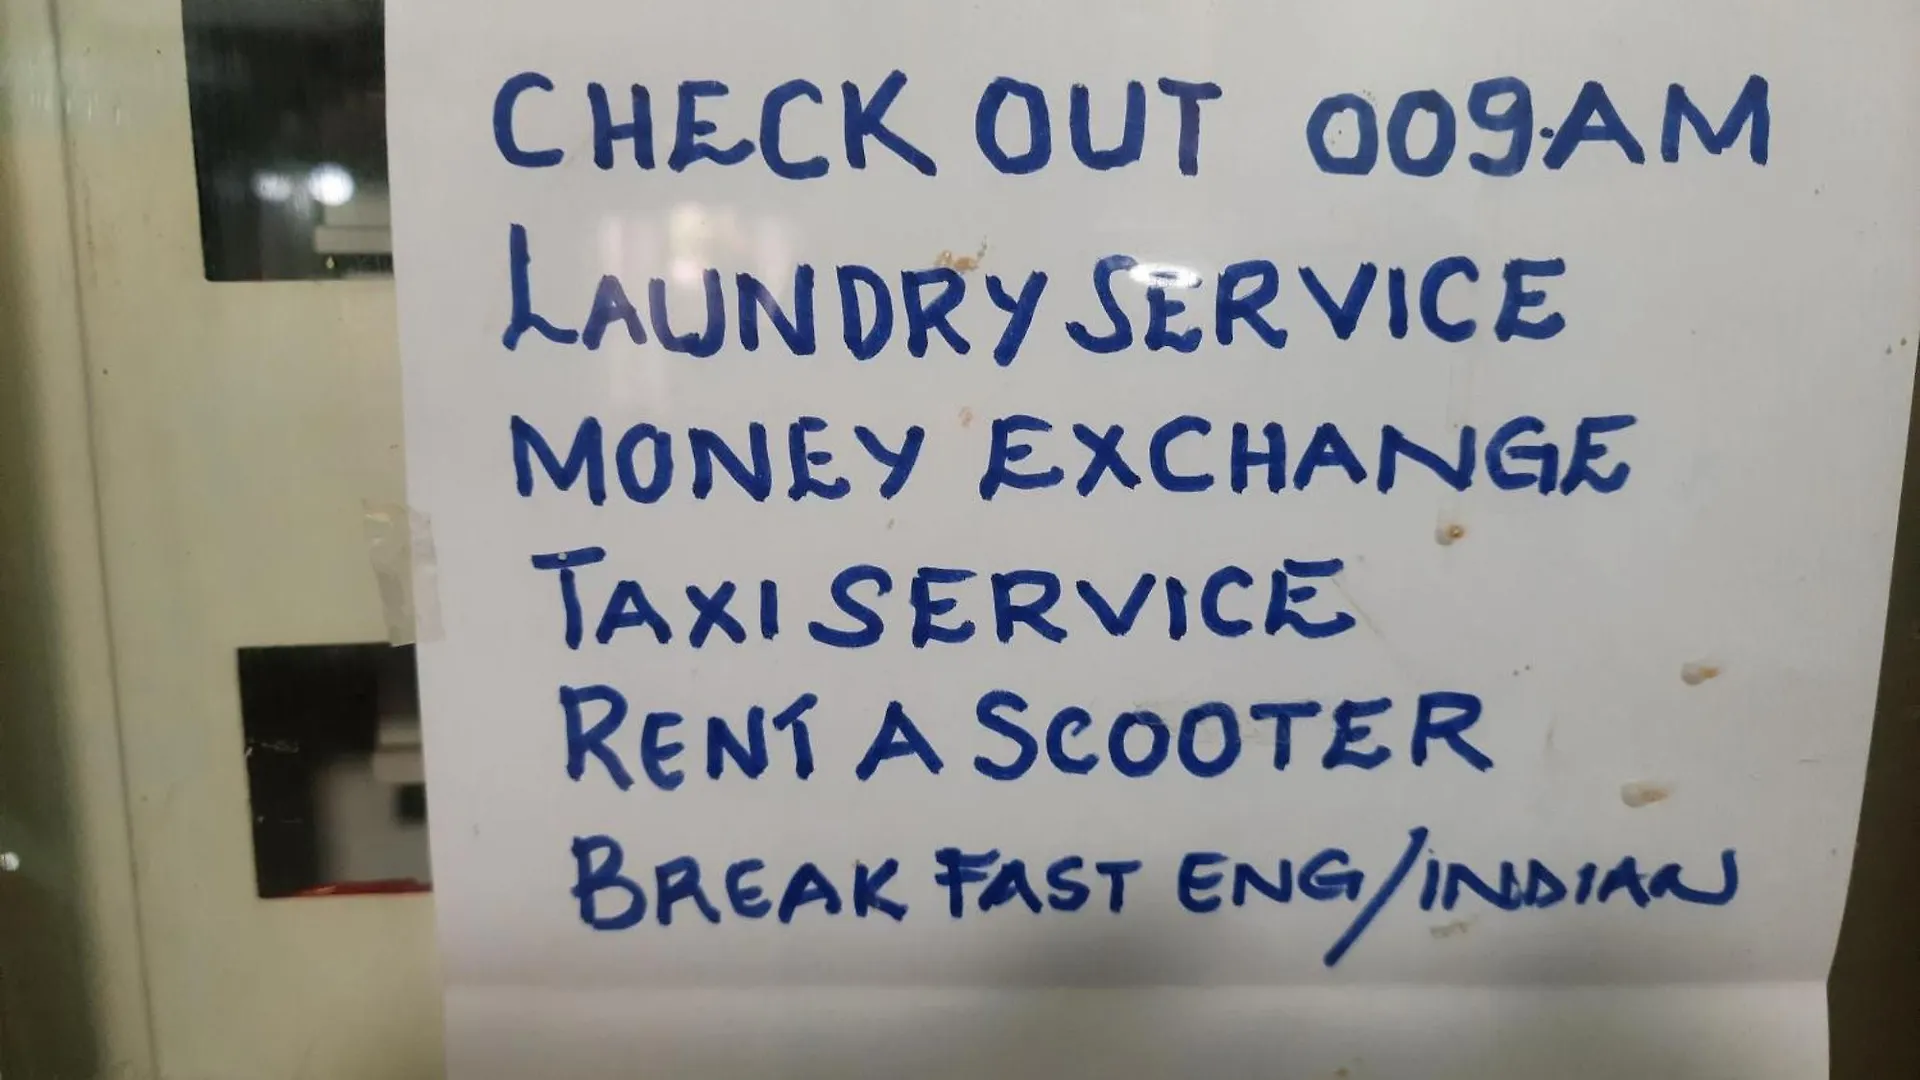 CHECK OUT 009.AM
LAUNDRY SERVICE
MONEY EXCHANGE
TAXI SERVICE
RENT A SCOOTER
BREAK FAST ENG/INDIAN